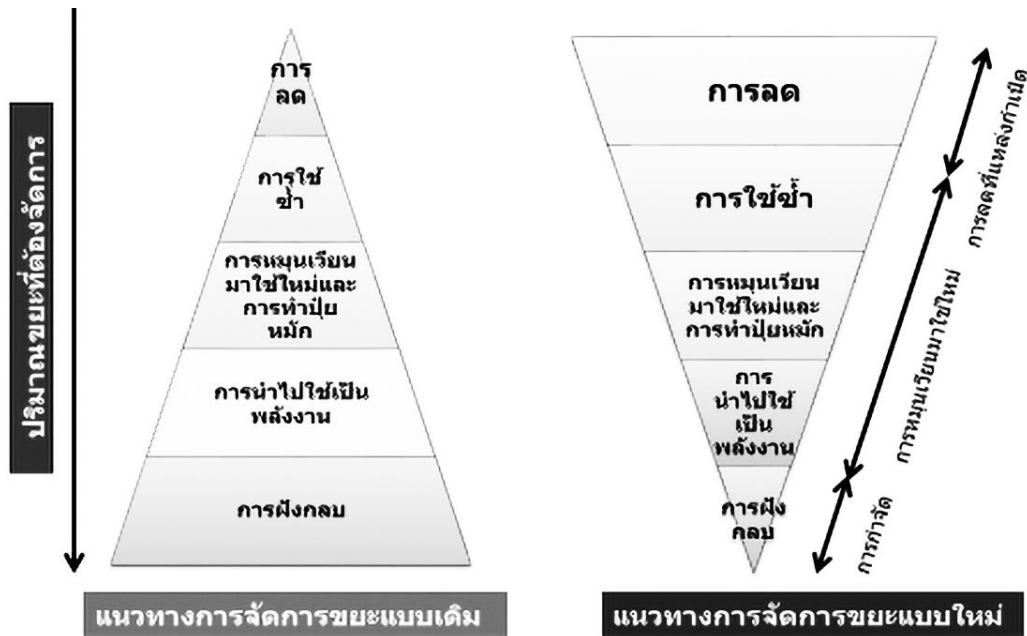 ปริมาณขยะที่ต้องจัดการ
การ
ลด
การใช้
ซ้ำ
การหมุนเวียน
มาใช้ใหม่และ
การทำปุ๋ย
หมัก
การนำไปใช้เป็น
พลังงาน
การฝังกลบ
แนวทางการจัดการขยะแบบเดิม
การลด
การใช้ซ้ำ
การหมุนเวียน
มาใช้ใหม่และ
การทำปุ๋ยหมัก
การ
นำไปใช้
เป็น
พลังงาน
การฝัง
กลบ
การลดที่แหล่งกำเนิด
การหมุนเวียนมาใช้ใหม่
การกำจัด
แนวทางการจัดการขยะแบบใหม่